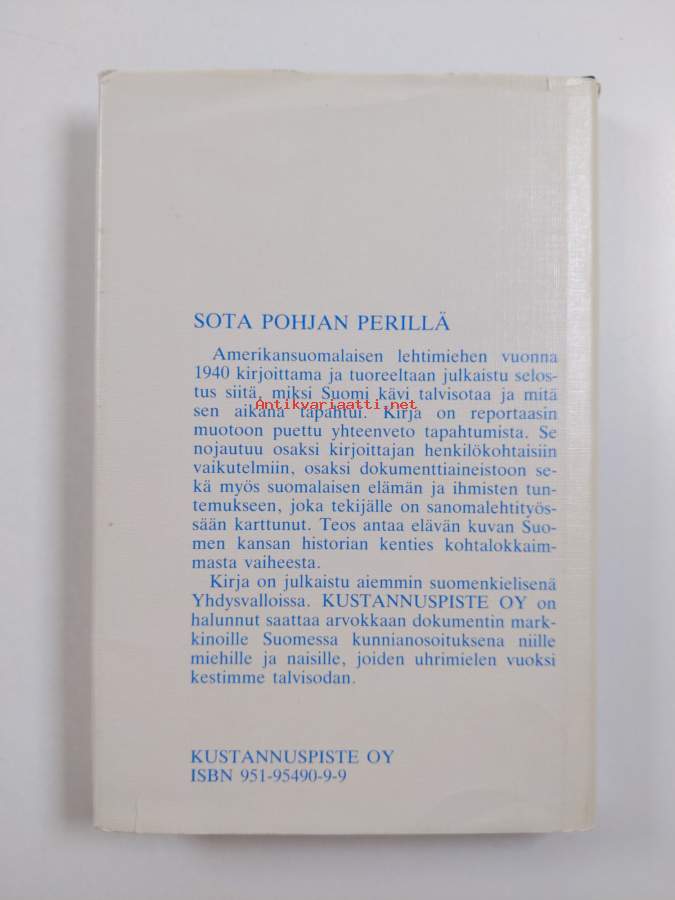 SOTA POHJAN PERILLÄ
Amerikansuomalaisen lehtimiehen vuonna
1940 kirjoittama ja tuoreeltaan julkaistu selos-
tus siitä, miksi Suomi kävi talvisotaa ja mitä
sen aikana tapahtui. Kirja on reportaasin
Antikvariaatti.net
muotoon puettu yhteenveto tapahtumista. Se
nojautuu osaksi kirjoittajan henkilökohtaisiin
vaikutelmiin, osaksi dokumenttiaineistoon se-
kä myös suomalaisen elämän ja ihmisten tun-
temukseen, joka tekijälle on sanomalehtityös-
sään karttunut. Teos antaa elävän kuvan Suo-
men kansan historian kenties kohtalokkaim-
masta vaiheesta.
Kirja on julkaistu aiemmin suomenkielisenä
Yhdysvalloissa. KUSTANNUSPISTE OY on
halunnut saattaa arvokkaan dokumentin mark-
kinoille Suomessa kunnianosoituksena niille
miehille ja naisille, joiden uhrimielen vuoksi
kestimme talvisodan.
KUSTANNUSPISTE OY
ISBN 951-95490-9-9